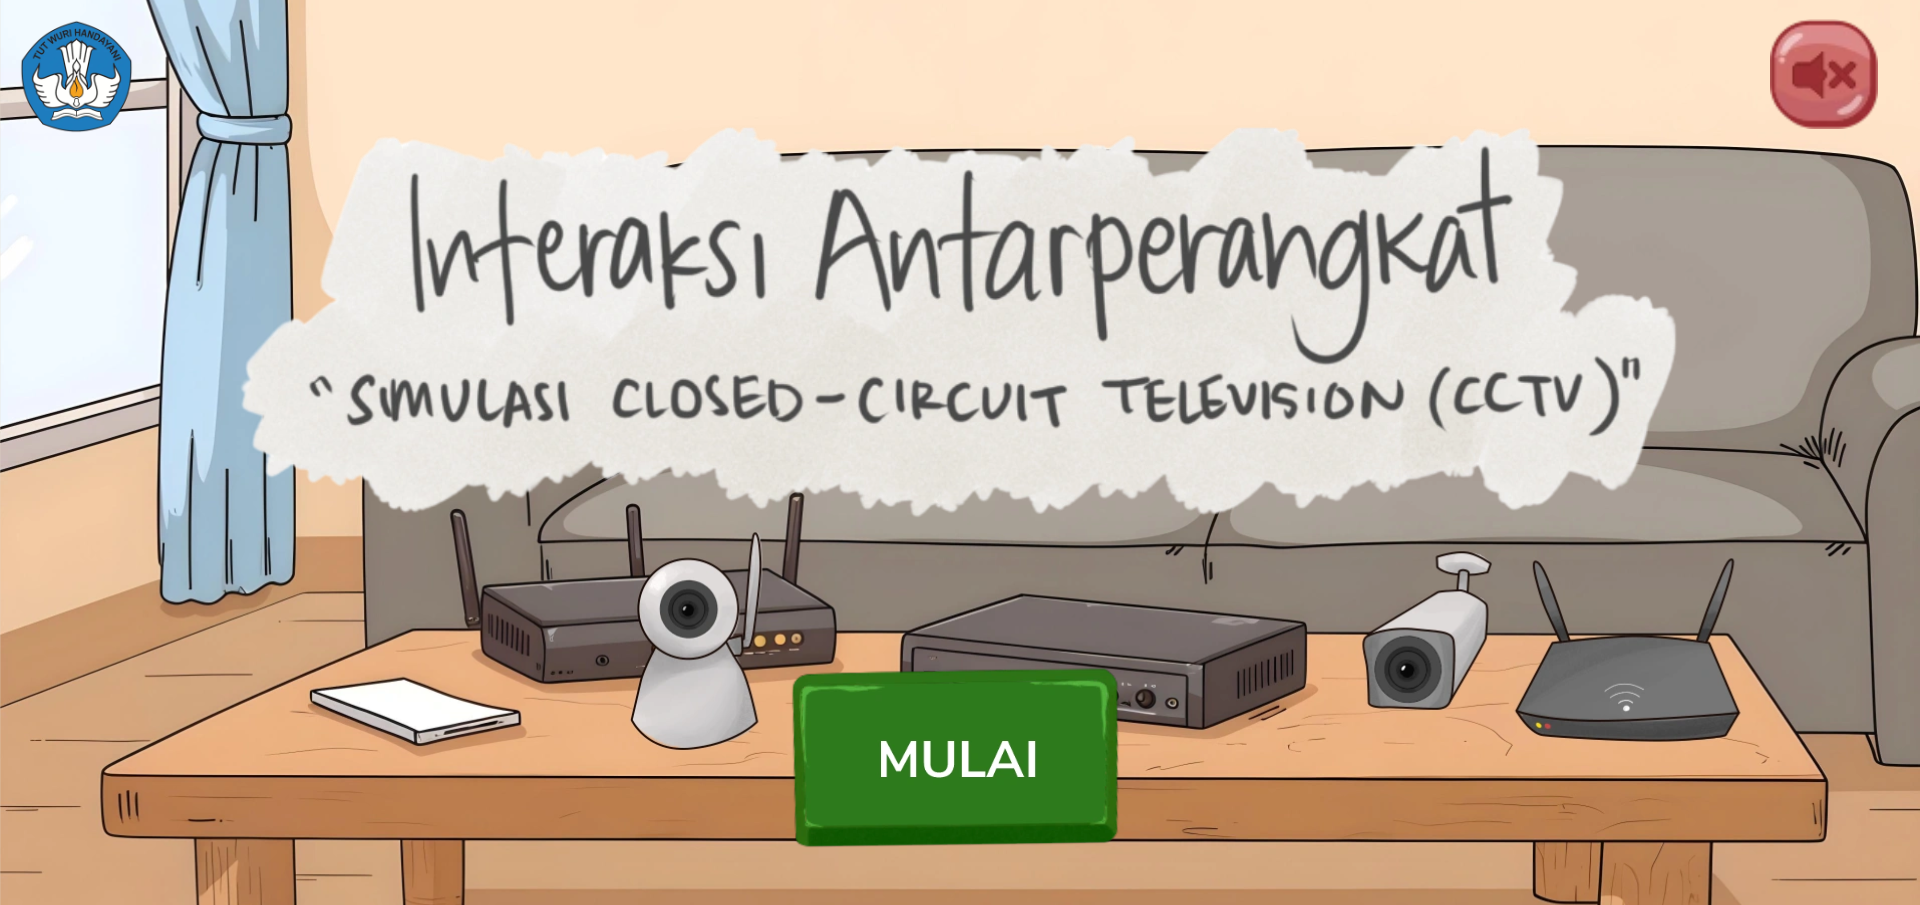 TUT WURI HANDAYANI
Interaksi Antarperangkat
"SIMULASI CLOSED-CIRCUIT TELEVISION (CCTV)"
MULAI